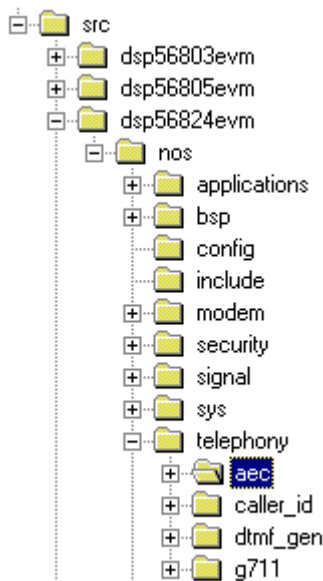 src
dsp56803evm
dsp56805evm
dsp56824evm
nos
applications
bsp
config
include
modem
security
signal
sys
telephony
aec
caller_id
dtmf_gen
g711